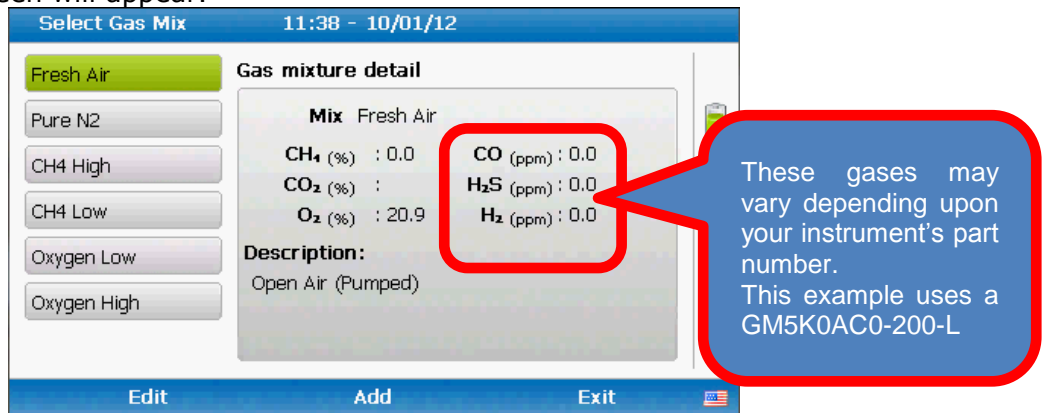 een will appear:
Select Gas Mix 11:38 - 10/01/12
Fresh Air
Pure N2
CH4 High
CH4 Low
Oxygen Low
Oxygen High
Gas mixture detail
Mix Fresh Air
CH₄ (%) : 0.0 CO (ppm) : 0.0
CO₂ (%) : H₂S (ppm) : 0.0
O₂ (%) : 20.9 H₂ (ppm) : 0.0
Description:
Open Air (Pumped)
Edit Add Exit
These gases may
vary depending upon
your instrument’s part
number.
This example uses a
GM5K0AC0-200-L